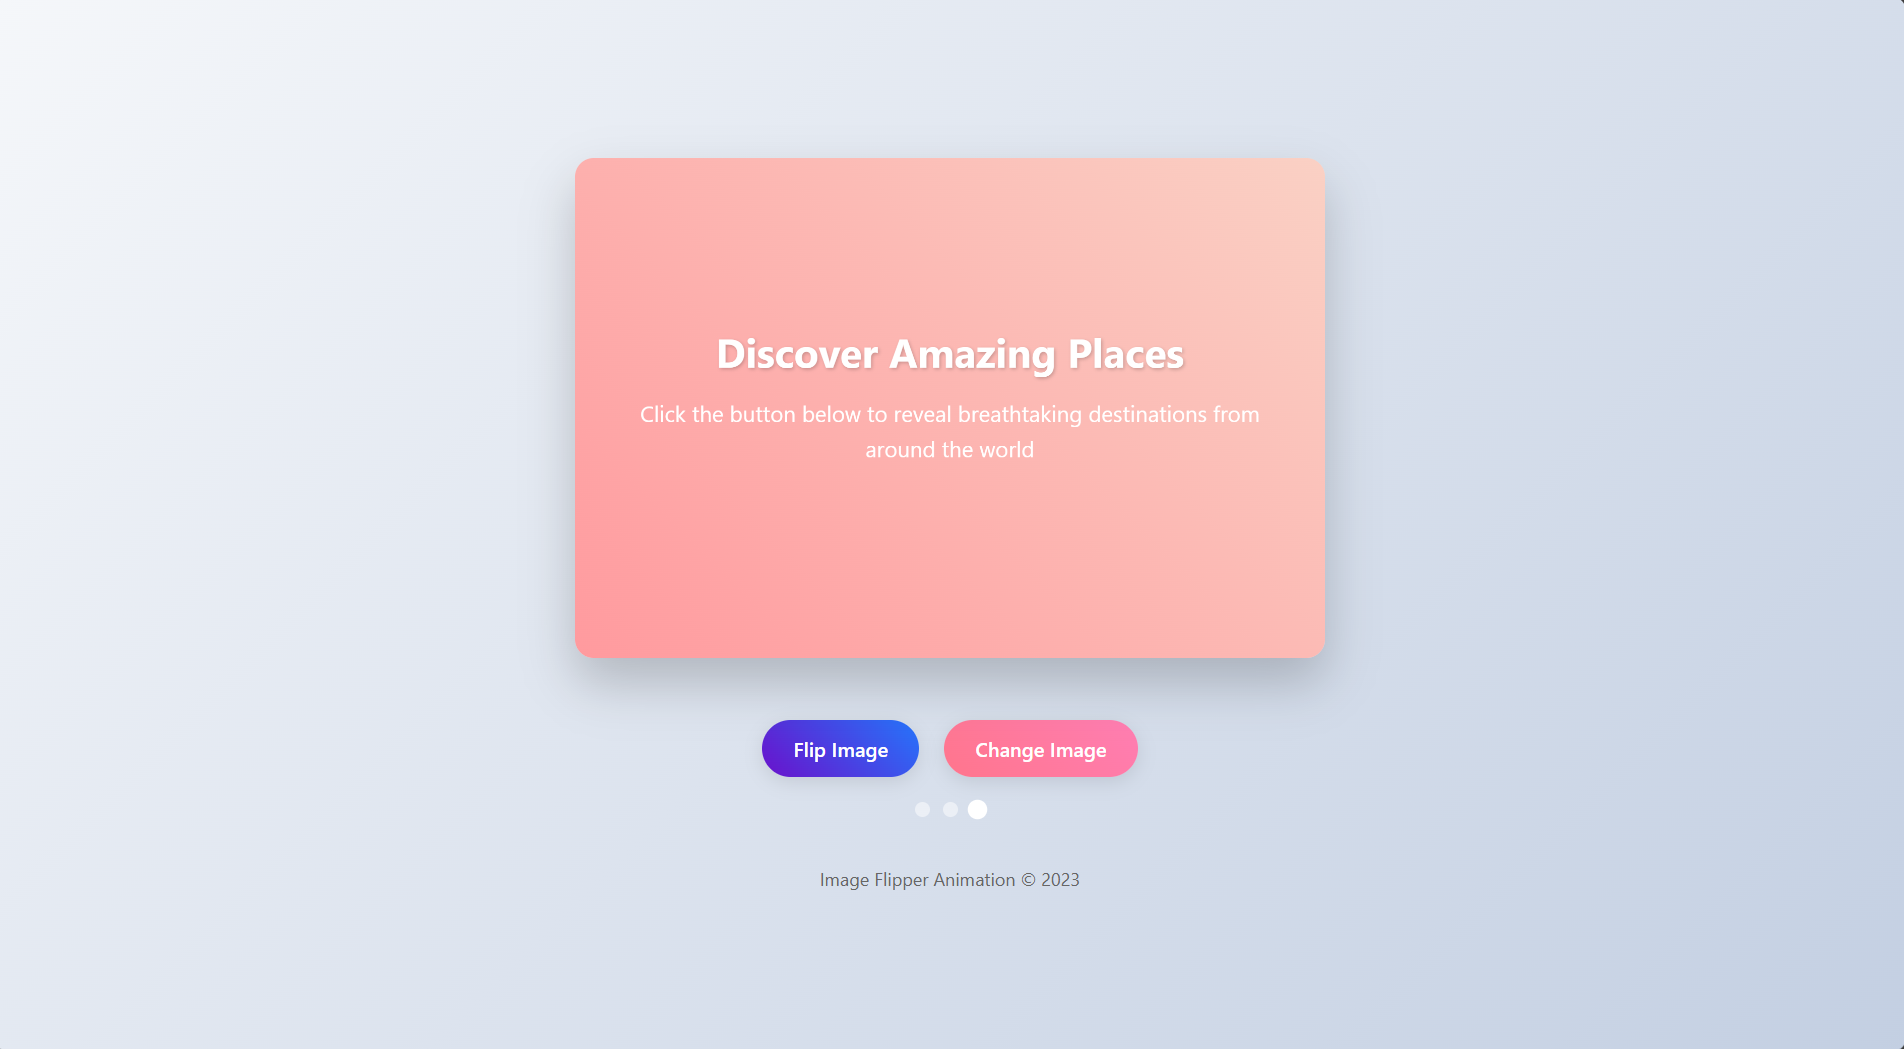 Discover Amazing Places
Click the button below to reveal breathtaking destinations from
around the world
Flip Image
Change Image
Image Flipper Animation © 2023